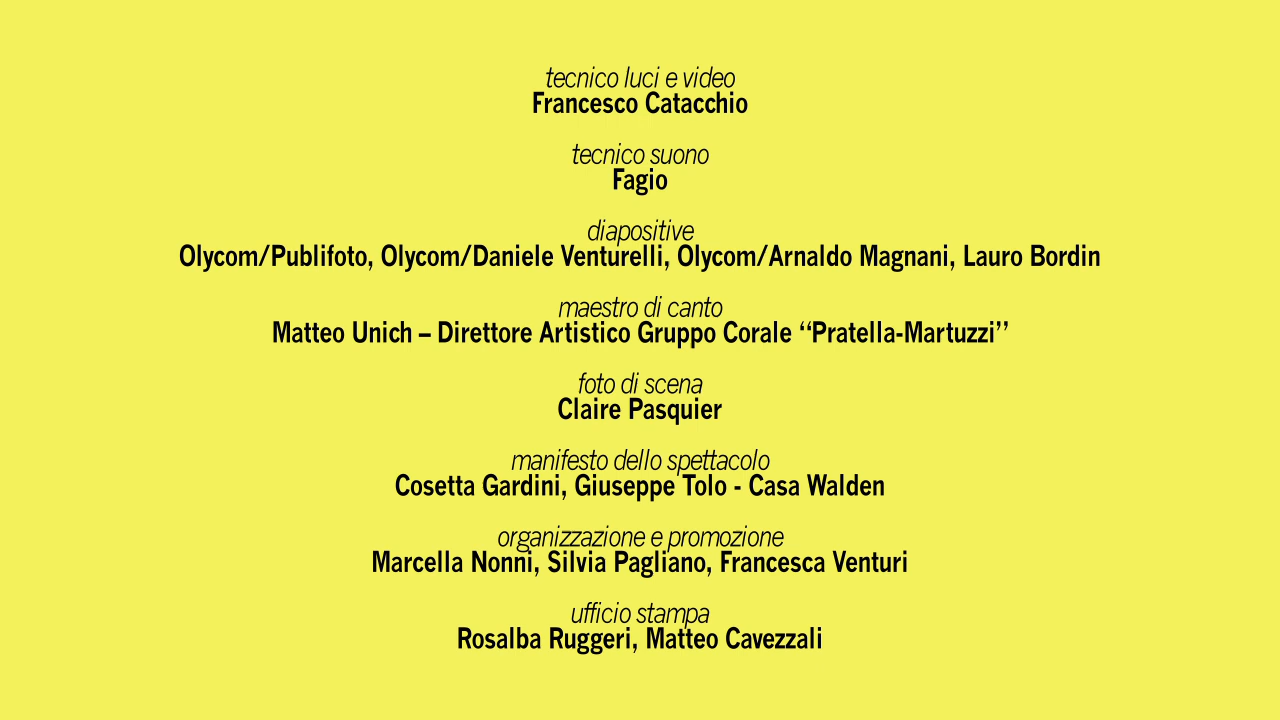 tecnico luci e video
Francesco Catacchio
tecnico suono
Fagio
diapositive
Olycom/Publifoto, Olycom/Daniele Venturelli, Olycom/Arnaldo Magnani, Lauro Bordin
maestro di canto
Matteo Unich – Direttore Artistico Gruppo Corale “Pratella-Martuzzi”
foto di scena
Claire Pasquier
manifesto dello spettacolo
Cosetta Gardini, Giuseppe Tolo - Casa Walden
organizzazione e promozione
Marcella Nonni, Silvia Pagliano, Francesca Venturi
ufficio stampa
Rosalba Ruggeri, Matteo Cavezzali